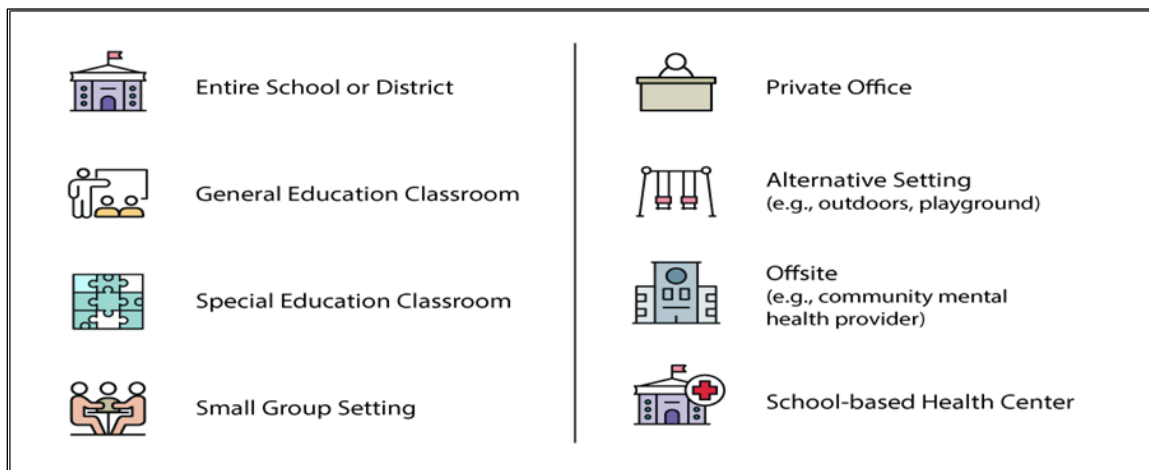 Entire School or District
General Education Classroom
Special Education Classroom
Small Group Setting
Private Office
Alternative Setting
(e.g., outdoors, playground)
Offsite
(e.g., community mental
health provider)
School-based Health Center